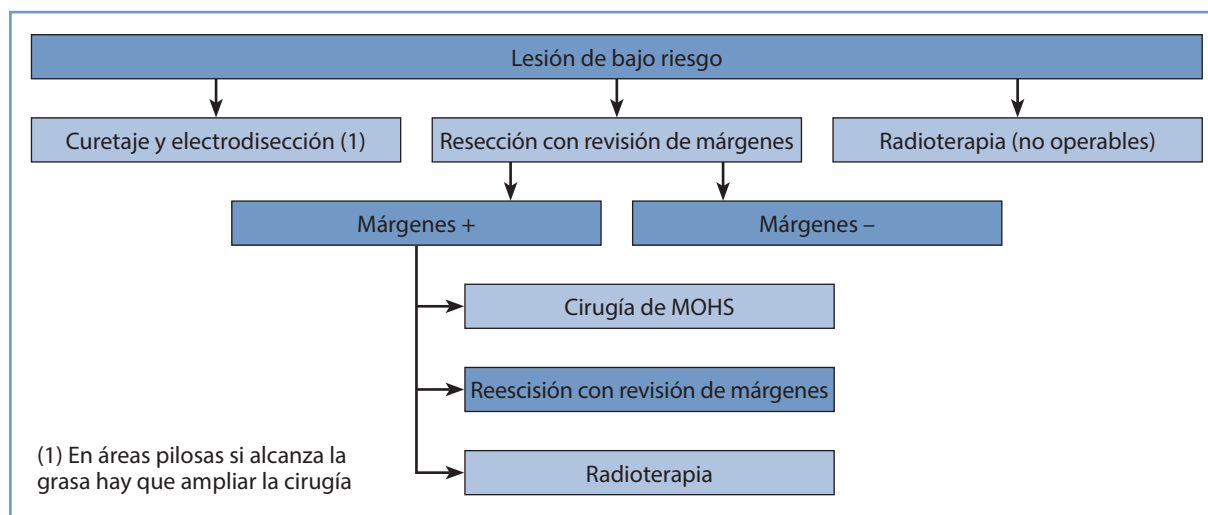 Lesión de bajo riesgo
Curetaje y electrodisección (1)
Resección con revisión de márgenes
Radioterapia (no operables)
Márgenes +
Márgenes –
Cirugía de MOHS
Reescisión con revisión de márgenes
Radioterapia
(1) En áreas pilosas si alcanza la
grasa hay que ampliar la cirugía